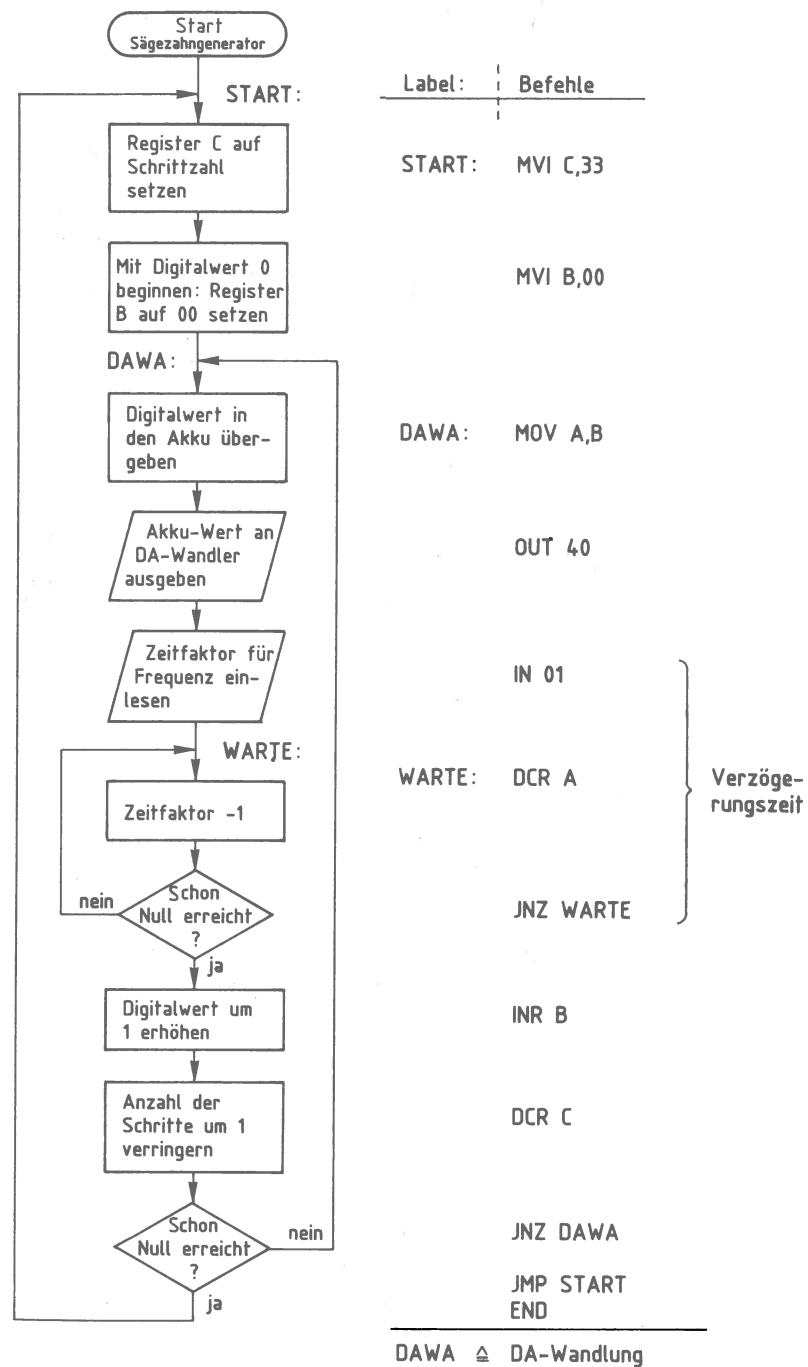 Start
Sägezahngenerator
START:
Register C auf
Schrittzahl
setzen
Mit Digitalwert 0
beginnen: Register
B auf 00 setzen
DAWA:
Digitalwert in
den Akku über-
geben
Akku-Wert an
DA-Wandler
ausgeben
Zeitfaktor für
Frequenz ein-
lesen
WARTE:
Zeitfaktor -1
nein
Schon
Null erreicht
?
ja
Digitalwert um
1 erhöhen
Anzahl der
Schritte um 1
verringern
Schon
Null erreicht
?
nein
ja
Label: Befehle
START: MVI C,33
MVI B,00
DAWA: MOV A,B
OUT 40
IN 01
WARTE: DCR A
JNZ WARTE
Verzöge-
rungszeit
INR B
DCR C
JNZ DAWA
JMP START
END
DAWA ≙ DA-Wandlung